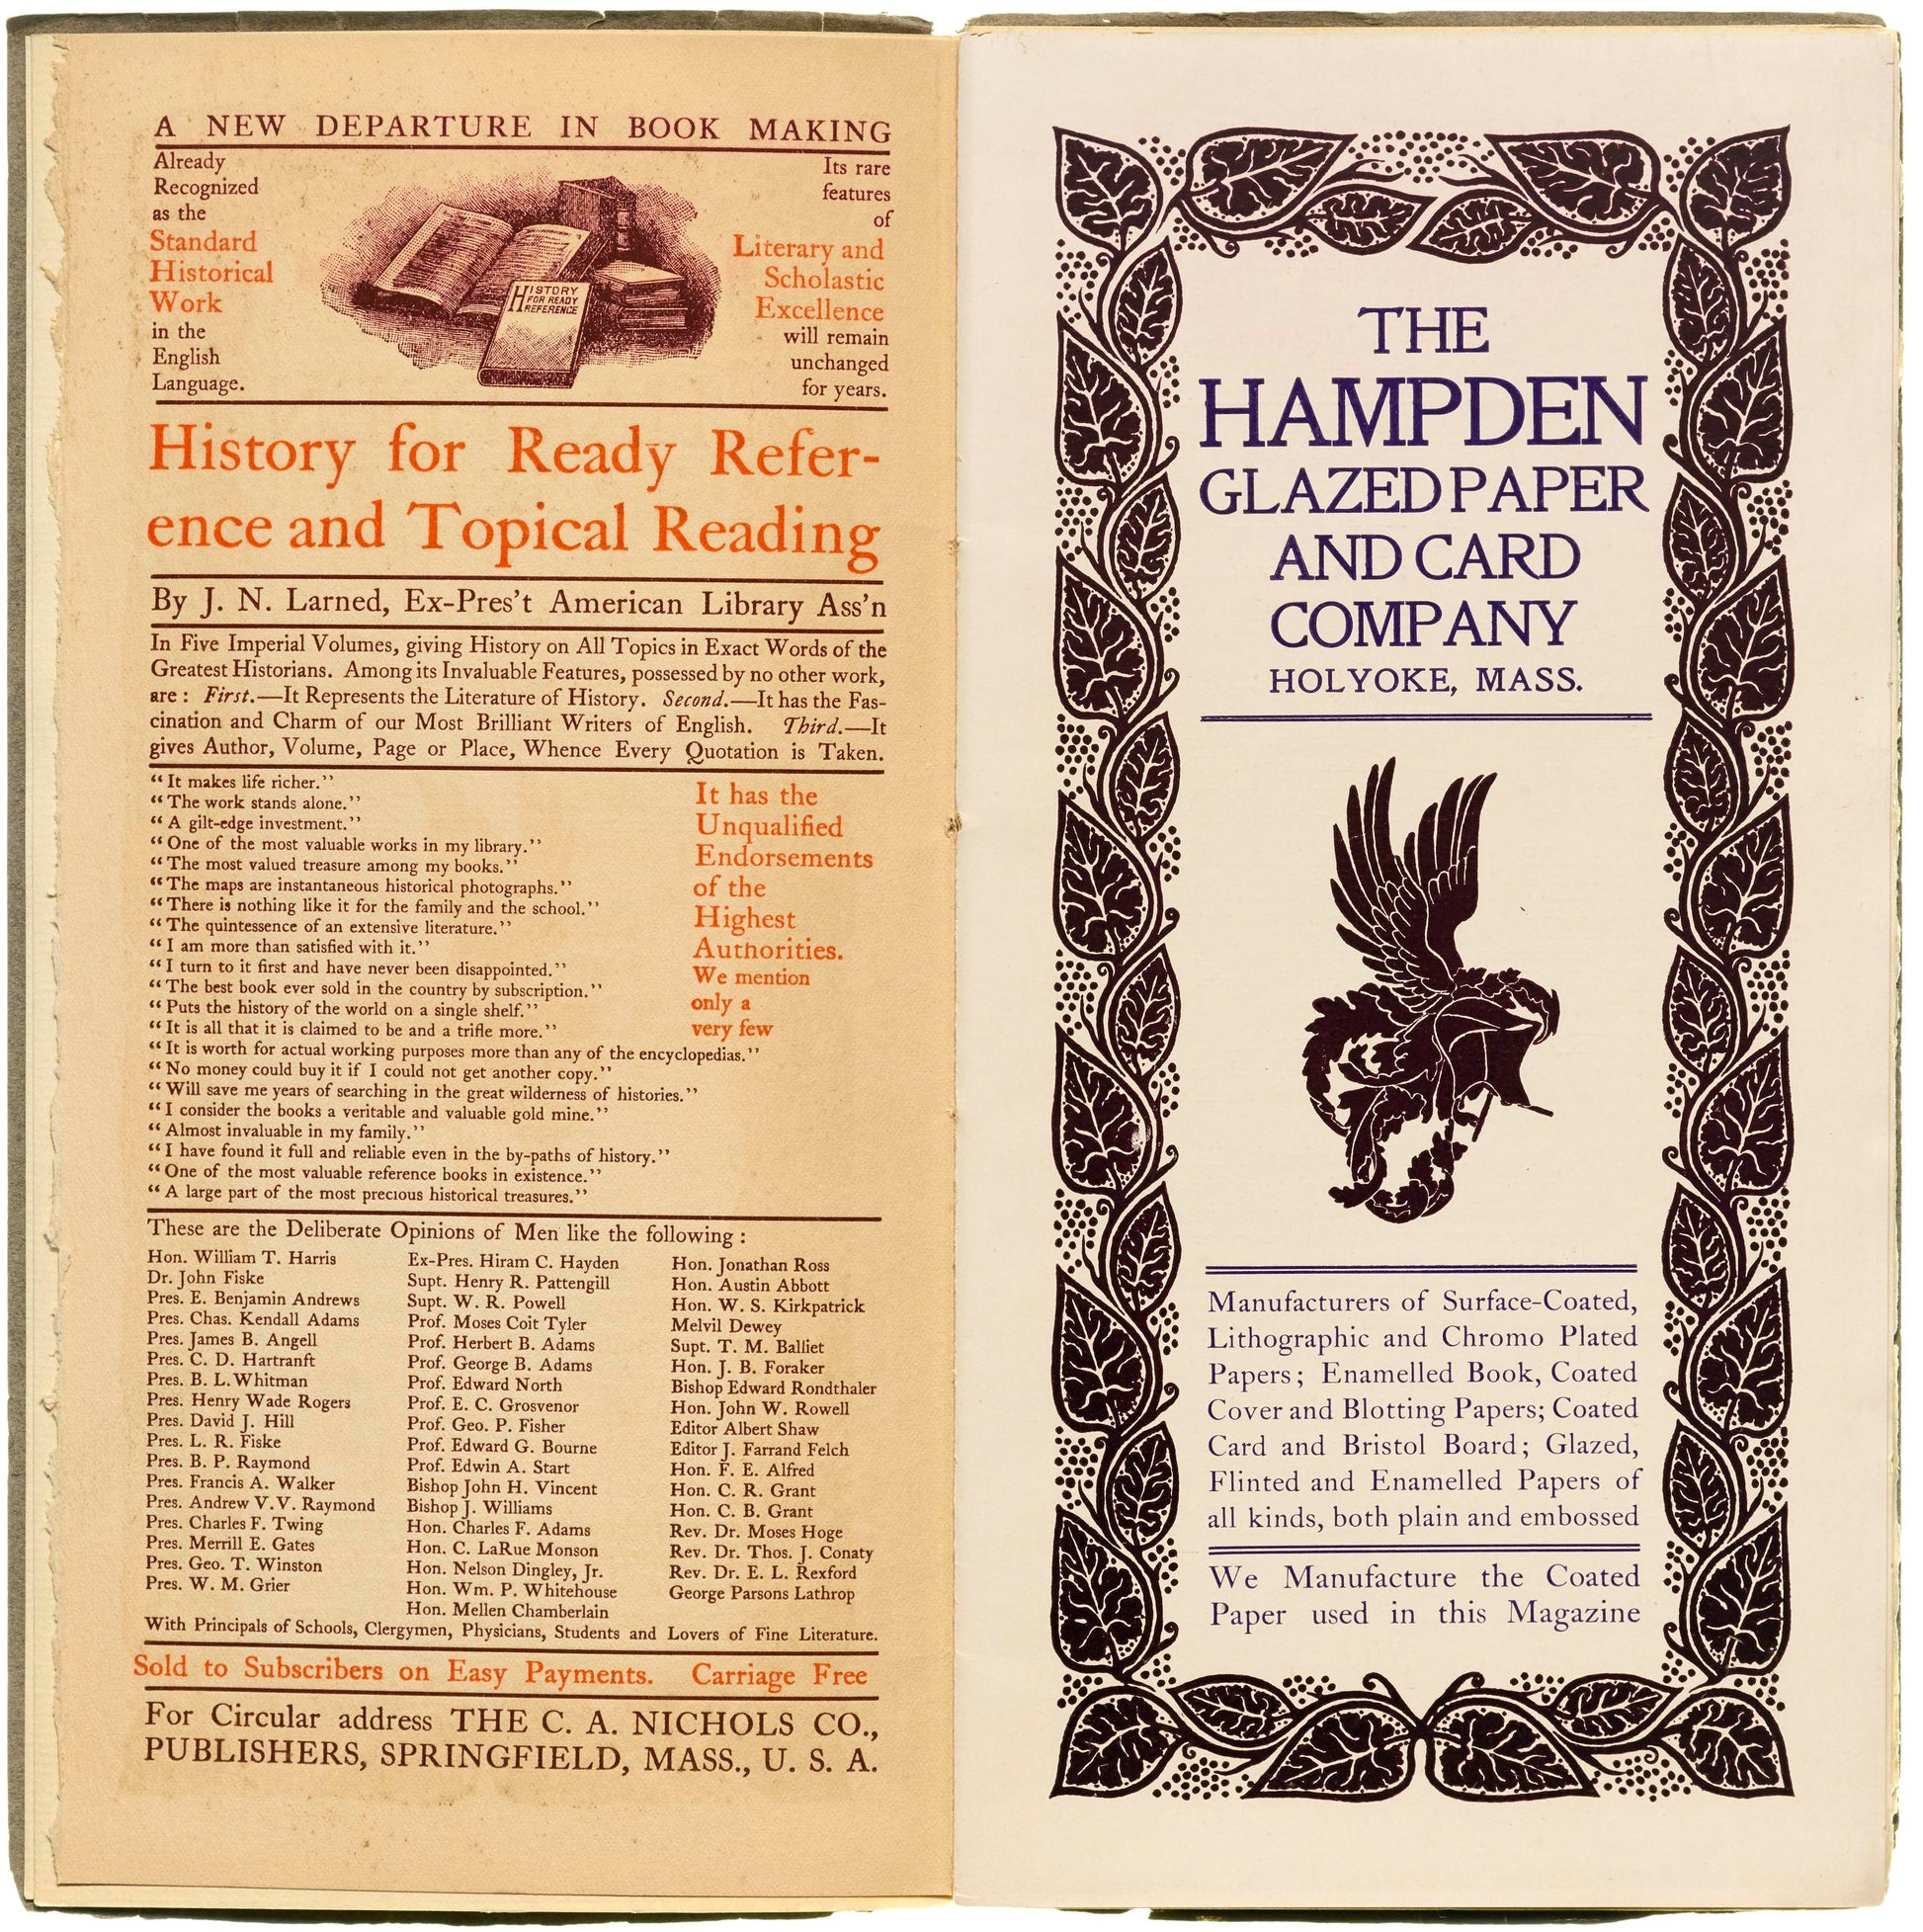 A NEW DEPARTURE IN BOOK MAKING
Already
Recognized
as the
Standard
Historical
Work
in the
English
Language.
HISTORY
FOR READY
REFERENCE
Its rare
features
of
Literary and
Scholastic
Excellence
will remain
unchanged
for years.
History for Ready Refer-
ence and Topical Reading
By J. N. Larned, Ex-Pres't American Library Ass'n
In Five Imperial Volumes, giving History on All Topics in Exact Words of the
Greatest Historians. Among its Invaluable Features, possessed by no other work,
are: First.—It Represents the Literature of History. Second.—It has the Fas-
cination and Charm of our Most Brilliant Writers of English. Third.—It
gives Author, Volume, Page or Place, Whence Every Quotation is Taken.
“It makes life richer.”
“The work stands alone.”
“A gilt-edge investment.”
“One of the most valuable works in my library.”
“The most valued treasure among my books.”
“The maps are instantaneous historical photographs.”
“There is nothing like it for the family and the school.”
“The quintessence of an extensive literature.”
“I am more than satisfied with it.”
“I turn to it first and have never been disappointed.”
“The best book ever sold in the country by subscription.”
“Puts the history of the world on a single shelf.”
“It is all that it is claimed to be and a trifle more.”
“It is worth for actual working purposes more than any of the encyclopedias.”
“No money could buy it if I could not get another copy.”
“Will save me years of searching in the great wilderness of histories.”
“I consider the books a veritable and valuable gold mine.”
“Almost invaluable in my family.”
“I have found it full and reliable even in the by-paths of history.”
“One of the most valuable reference books in existence.”
“A large part of the most precious historical treasures.”
It has the
Unqualified
Endorsements
of the
Highest
Authorities.
We mention
only a
very few
These are the Deliberate Opinions of Men like the following:
Hon. William T. Harris
Dr. John Fiske
Pres. E. Benjamin Andrews
Pres. Chas. Kendall Adams
Pres. James B. Angell
Pres. C. D. Hartranft
Pres. B. L. Whitman
Pres. Henry Wade Rogers
Pres. David J. Hill
Pres. L. R. Fiske
Pres. B. P. Raymond
Pres. Francis A. Walker
Pres. Andrew V. V. Raymond
Pres. Charles F. Twing
Pres. Merrill E. Gates
Pres. Geo. T. Winston
Pres. W. M. Grier
Ex-Pres. Hiram C. Hayden
Supt. Henry R. Pattengill
Supt. W. R. Powell
Prof. Moses Coit Tyler
Prof. Herbert B. Adams
Prof. George B. Adams
Prof. Edward North
Prof. E. C. Grosvenor
Prof. Geo. P. Fisher
Prof. Edward G. Bourne
Prof. Edwin A. Start
Bishop John H. Vincent
Bishop J. Williams
Hon. Charles F. Adams
Hon. C. LaRue Monson
Hon. Nelson Dingley, Jr.
Hon. Wm. P. Whitehouse
Hon. Mellen Chamberlain
Hon. Jonathan Ross
Hon. Austin Abbott
Hon. W. S. Kirkpatrick
Melvil Dewey
Supt. T. M. Balliet
Hon. J. B. Foraker
Bishop Edward Rondthaler
Hon. John W. Rowell
Editor Albert Shaw
Editor J. Farrand Felch
Hon. F. E. Alfred
Hon. C. R. Grant
Hon. C. B. Grant
Rev. Dr. Moses Hoge
Rev. Dr. Thos. J. Conaty
Rev. Dr. E. L. Rexford
George Parsons Lathrop
With Principals of Schools, Clergymen, Physicians, Students and Lovers of Fine Literature.
Sold to Subscribers on Easy Payments. Carriage Free
For Circular address THE C. A. NICHOLS CO.,
PUBLISHERS, SPRINGFIELD, MASS., U. S. A.
THE
HAMPDEN
GLAZED PAPER
AND CARD
COMPANY
HOLYOKE, MASS.
Manufacturers of Surface-Coated,
Lithographic and Chromo Plated
Papers; Enamelled Book, Coated
Cover and Blotting Papers; Coated
Card and Bristol Board; Glazed,
Flinted and Enamelled Papers of
all kinds, both plain and embossed
We Manufacture the Coated
Paper used in this Magazine